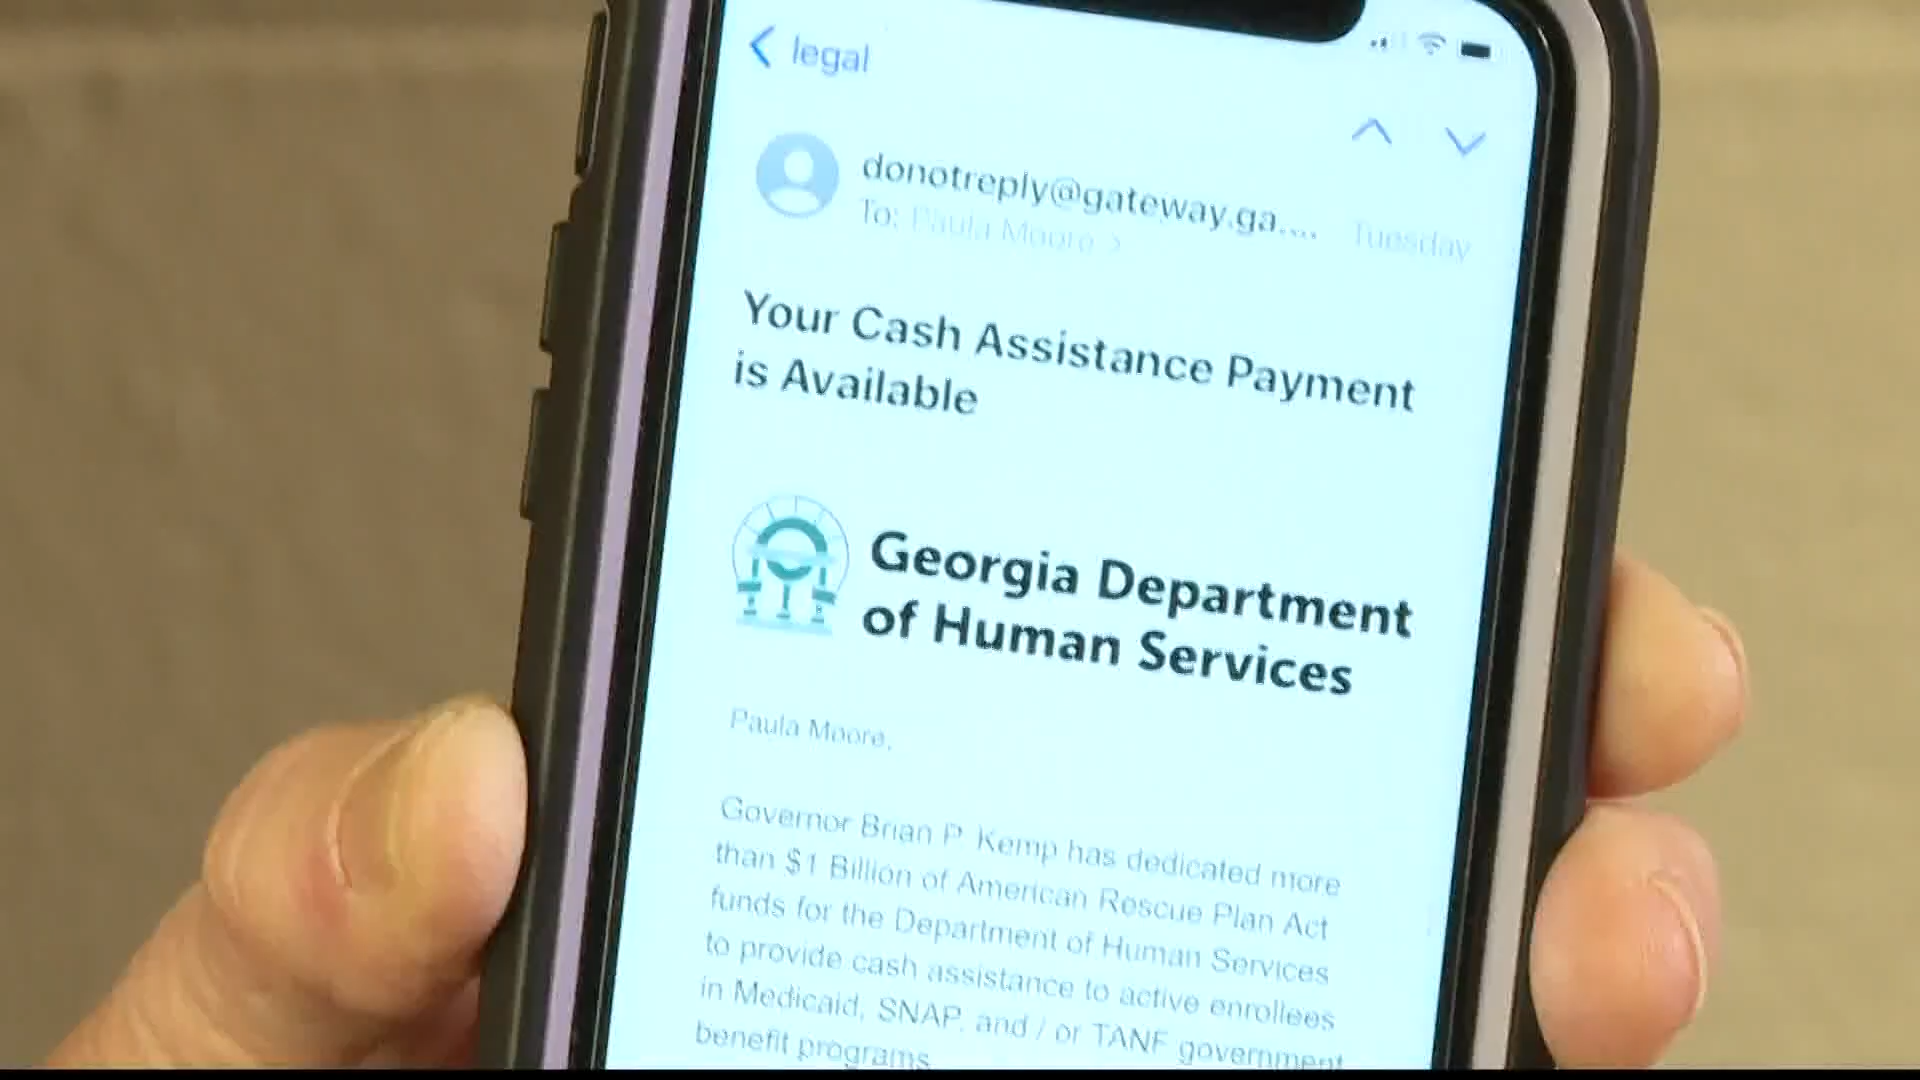 legal
donotreply@gateway.ga....
Tuesday
To: Paula Moore >
Your Cash Assistance Payment
is Available
Georgia Department
of Human Services
Paula Moore,
Governor Brian P. Kemp has dedicated more
than $1 Billion of American Rescue Plan Act
funds for the Department of Human Services
to provide cash assistance to active enrollees
in Medicaid, SNAP, and / or TANF government
benefit programs